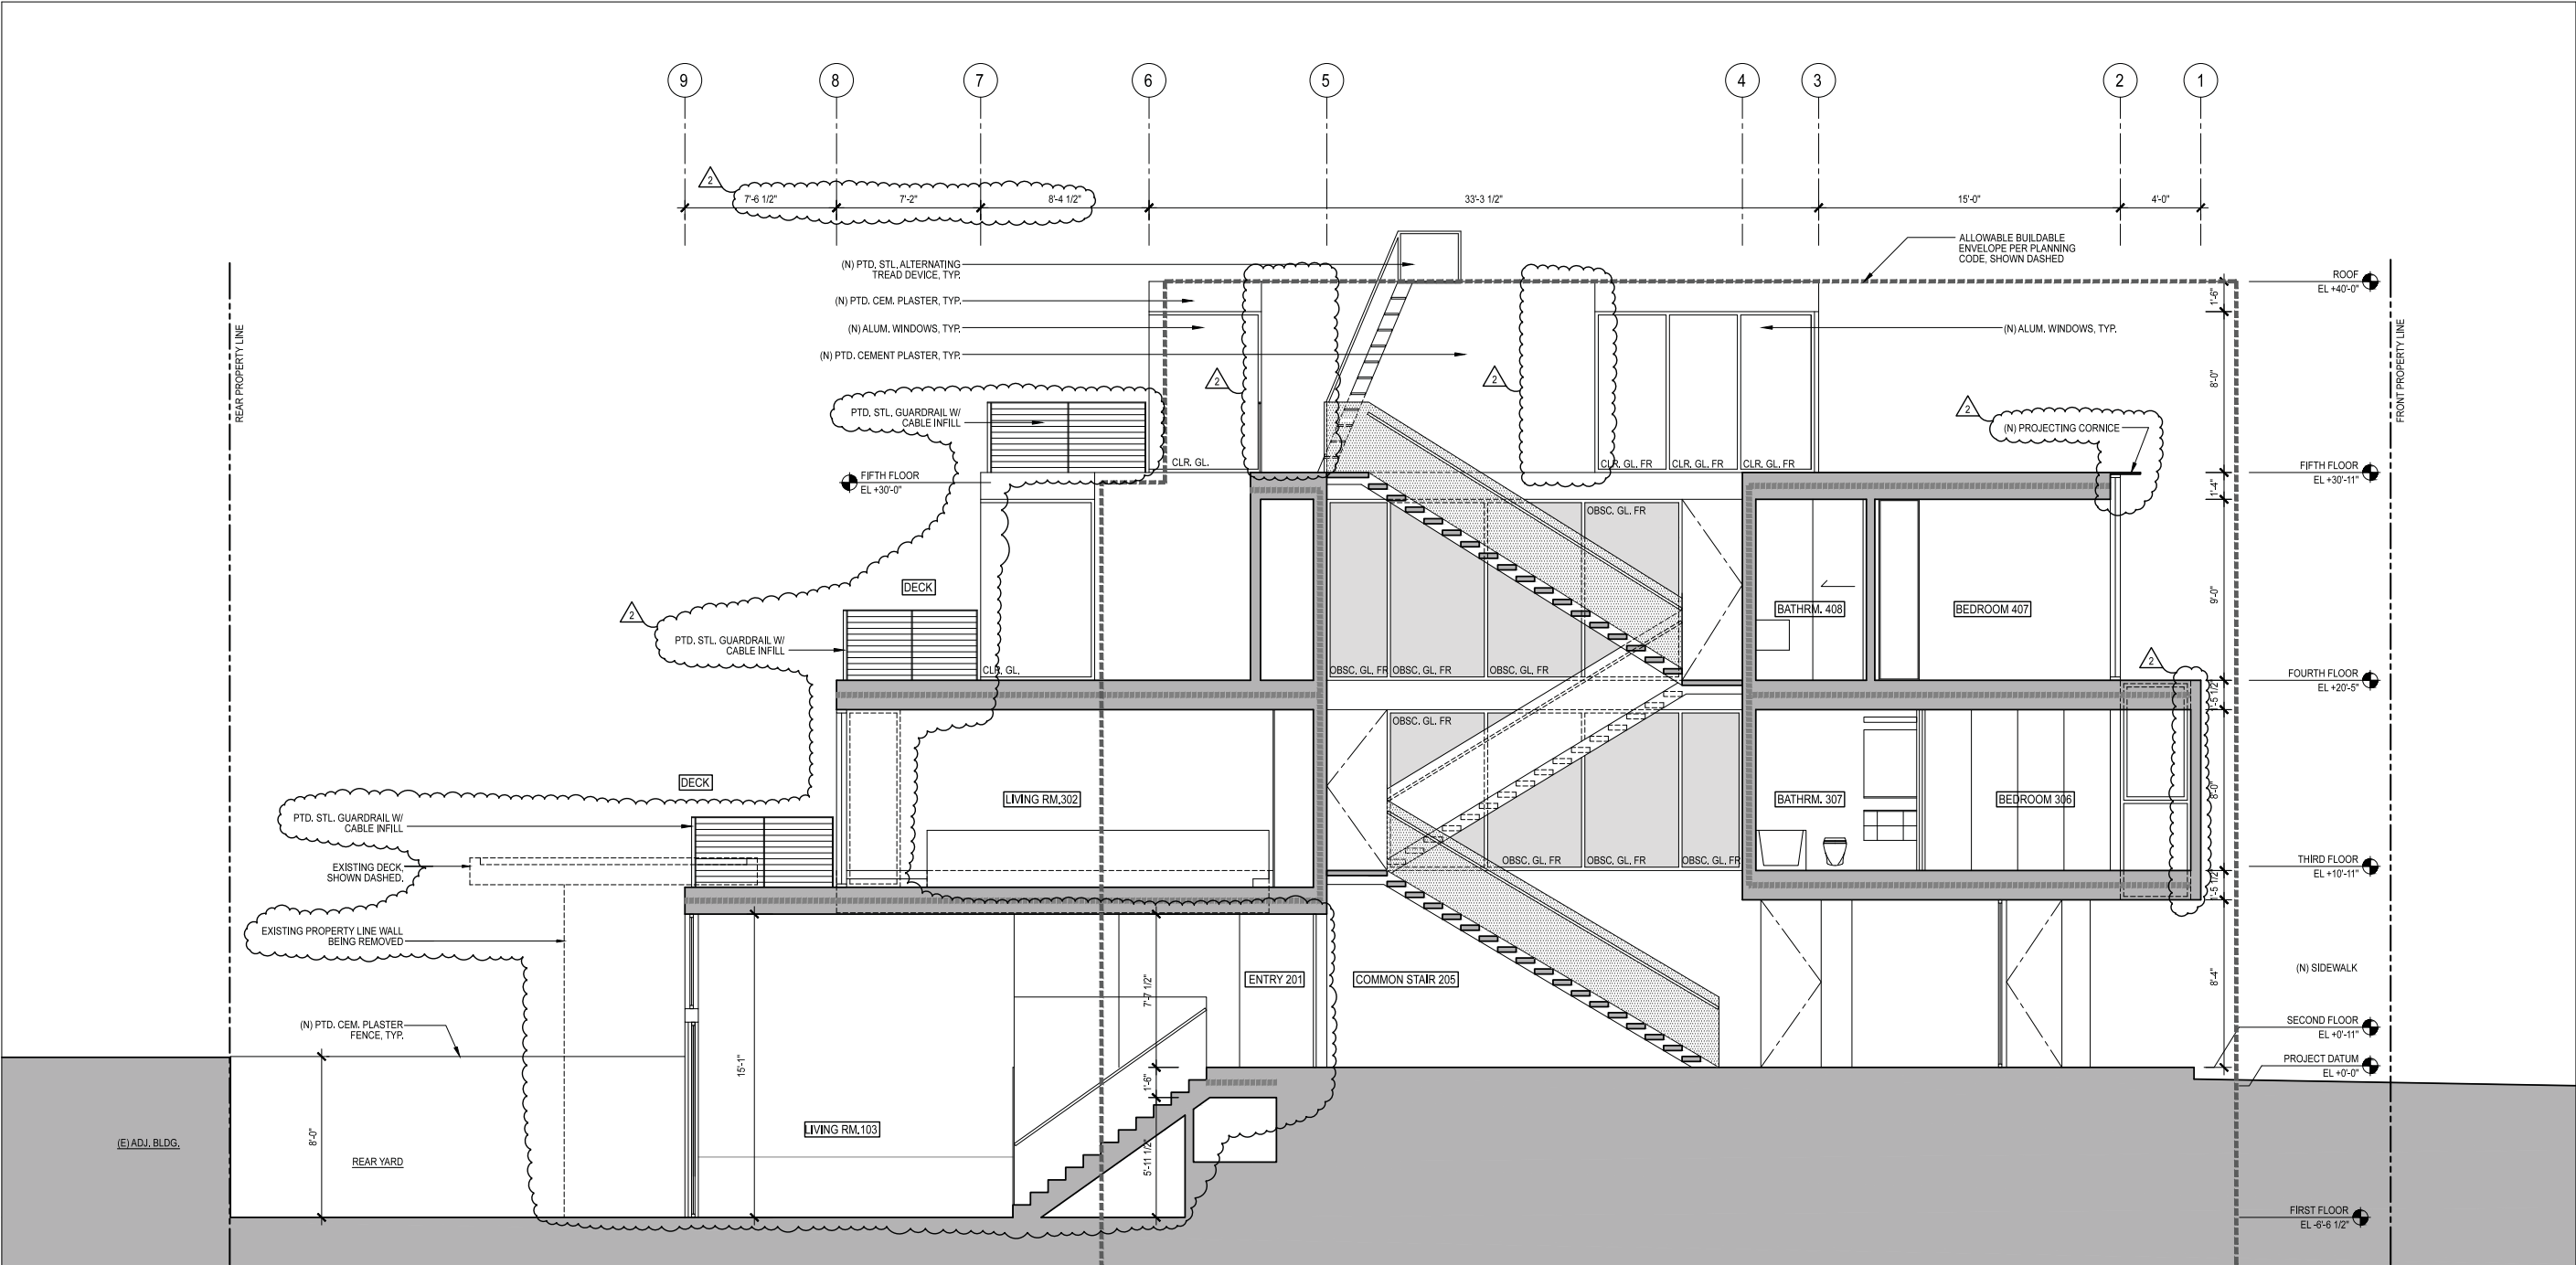 9
8
7
6
5
4
3
2
1
2
7'-6 1/2"
7'-2"
8'-4 1/2"
33'-3 1/2"
15'-0"
4'-0"
ALLOWABLE BUILDABLE
ENVELOPE PER PLANNING
CODE, SHOWN DASHED
(N) PTD. STL. ALTERNATING
TREAD DEVICE, TYP.
(N) PTD. CEM. PLASTER, TYP.
(N) ALUM. WINDOWS, TYP.
(N) PTD. CEMENT PLASTER, TYP.
(N) ALUM. WINDOWS, TYP.
ROOF
EL +40'-0"
1'-6"
8'-0"
REAR PROPERTY LINE
FRONT PROPERTY LINE
2
2
2
PTD. STL. GUARDRAIL W/
CABLE INFILL
(N) PROJECTING CORNICE
CLR. GL.
CLR. GL. FR
CLR. GL. FR
CLR. GL. FR
FIFTH FLOOR
EL +30'-0"
FIFTH FLOOR
EL +30'-11"
1'-4"
OBSC. GL. FR
9'-0"
DECK
2
BATHRM. 408
BEDROOM 407
PTD. STL. GUARDRAIL W/
CABLE INFILL
CLR. GL.
OBSC. GL. FR
OBSC. GL. FR
OBSC. GL. FR
2
FOURTH FLOOR
EL +20'-5"
1'-5 1/2"
OBSC. GL. FR
DECK
LIVING RM.302
BATHRM. 307
BEDROOM 306
8'-0"
PTD. STL. GUARDRAIL W/
CABLE INFILL
EXISTING DECK,
SHOWN DASHED.
OBSC. GL. FR
OBSC. GL. FR
OBSC. GL. FR
THIRD FLOOR
EL +10'-11"
1'-5 1/2"
EXISTING PROPERTY LINE WALL
BEING REMOVED
ENTRY 201
COMMON STAIR 205
7'-7 1/2"
8'-4"
(N) SIDEWALK
(N) PTD. CEM. PLASTER
FENCE, TYP.
SECOND FLOOR
EL +0'-11"
15'-1"
1'-6"
PROJECT DATUM
EL +0'-0"
(E) ADJ. BLDG.
8'-0"
REAR YARD
LIVING RM.103
5'-11 1/2"
FIRST FLOOR
EL -6'-6 1/2"